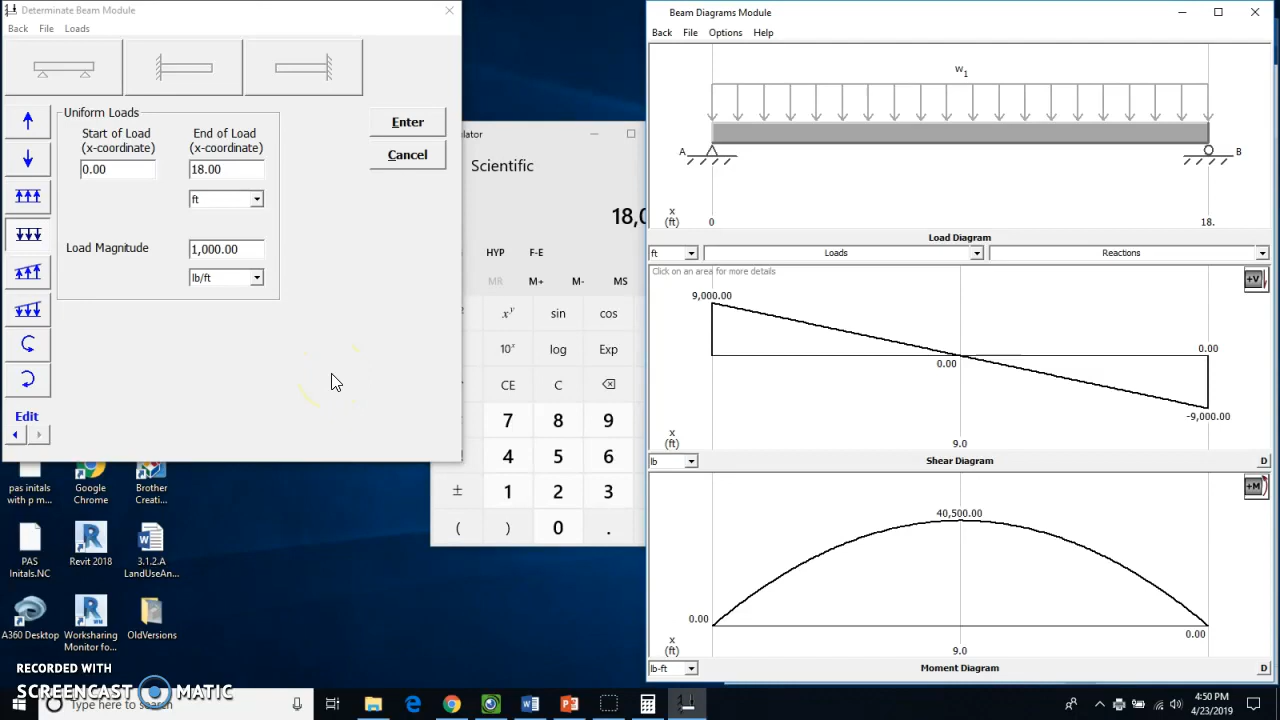 Determinate Beam Module
Back File Loads
Uniform Loads
Start of Load
(x-coordinate)
End of Load
(x-coordinate)
0.00
18.00
ft
Load Magnitude
1,000.00
lb/ft
Enter
Cancel
Edit
Scientific
18,0
HYP F-E
MR M+ M- MS
xʸ sin cos
10ˣ log Exp
CE C
7 8 9
4 5 6
± 1 2 3
( ) 0 .
Beam Diagrams Module
Back File Options Help
w₁
A
B
x
(ft)
0
18.
Load Diagram
ft
Loads
Reactions
Click on an area for more details
+V
9,000.00
0.00
0.00
-9,000.00
x
(ft)
9.0
lb
Shear Diagram
D
+M
40,500.00
0.00
0.00
x
(ft)
9.0
lb-ft
Moment Diagram
D
pas initals
with p m...
Google
Chrome
Brother
Creati...
PAS
Initals.NC
Revit 2018
3.1.2.A
LandUseAn...
A360 Desktop
Worksharing
Monitor fo...
OldVersions
RECORDED WITH
SCREENCAST MATIC
Type here to search
4:50 PM
4/23/2019